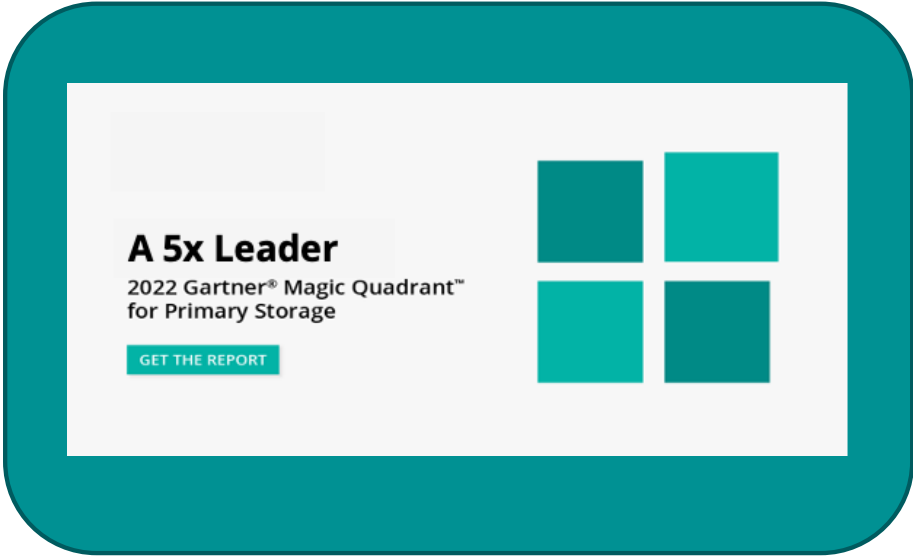 A 5x Leader
2022 Gartner® Magic Quadrant™
for Primary Storage
GET THE REPORT